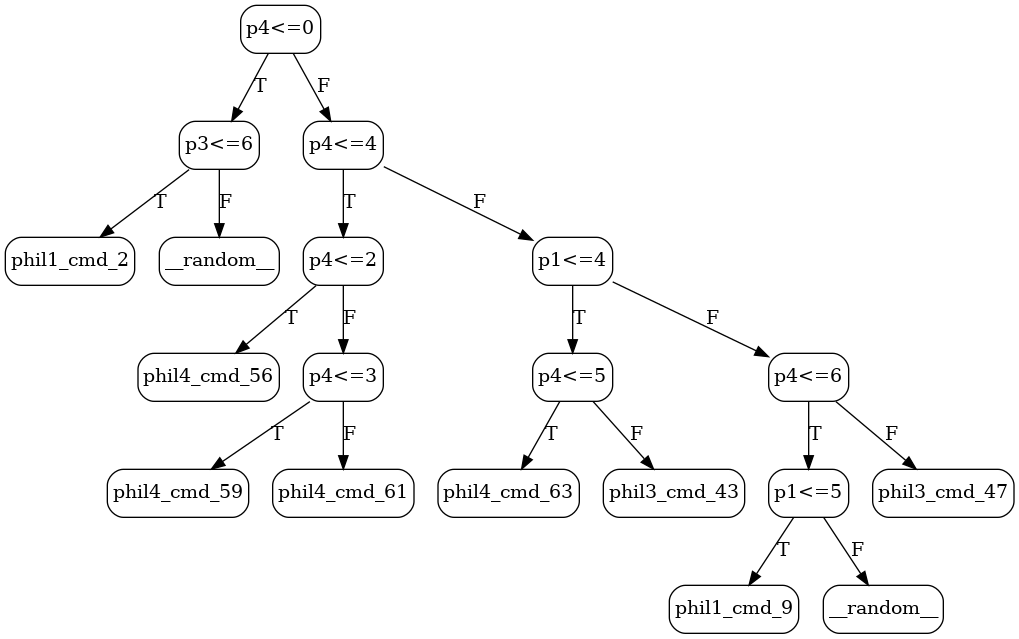 p4<=0
T
F
p3<=6
p4<=4
T
F
T
F
phil1_cmd_2
__random__
p4<=2
p1<=4
T
F
T
F
phil4_cmd_56
p4<=3
p4<=5
p4<=6
T
F
T
F
T
F
phil4_cmd_59
phil4_cmd_61
phil4_cmd_63
phil3_cmd_43
p1<=5
phil3_cmd_47
T
F
phil1_cmd_9
__random__